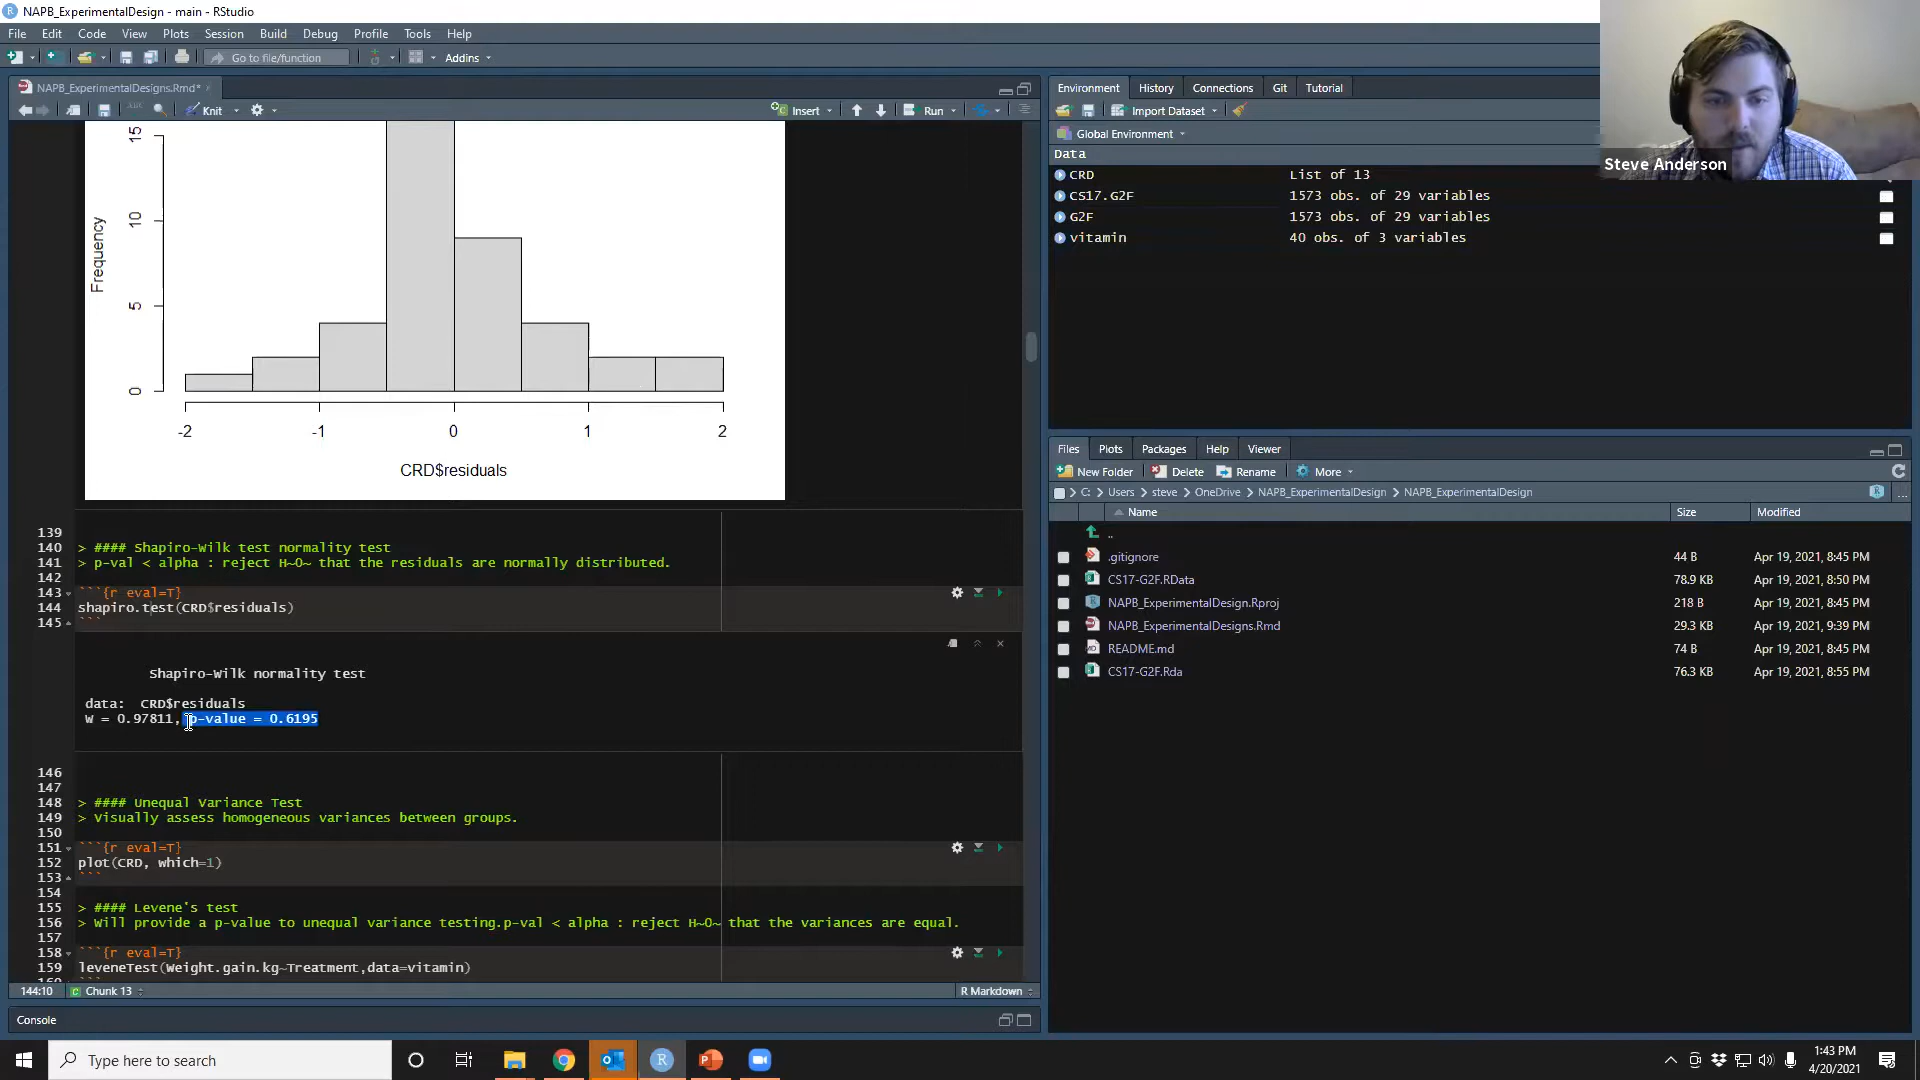 NAPB_ExperimentalDesign - main - RStudio
File Edit Code View Plots Session Build Debug Profile Tools Help
Go to file/function Addins
NAPB_ExperimentalDesigns.Rmd*
Knit Insert Run
15
10
5
0
Frequency
-2 -1 0 1 2
CRD$residuals
139
140 > #### Shapiro-Wilk test normality test
141 > p-val < alpha : reject H~O~ that the residuals are normally distributed.
142
143 ```{r eval=T}
144 shapiro.test(CRD$residuals)
145 ```
Shapiro-Wilk normality test
data: CRD$residuals
W = 0.97811, p-value = 0.6195
146
147
148 > #### Unequal Variance Test
149 > Visually assess homogeneous variances between groups.
150
151 ```{r eval=T}
152 plot(CRD, which=1)
153 ```
154
155 > #### Levene's test
156 > Will provide a p-value to unequal variance testing.p-val < alpha : reject H~O~ that the variances are equal.
157
158 ```{r eval=T}
159 leveneTest(Weight.gain.kg~Treatment,data=vitamin)
160
144:10 Chunk 13 R Markdown
Console
Environment History Connections Git Tutorial
Import Dataset
Global Environment
Data
CRD List of 13
CS17.G2F 1573 obs. of 29 variables
G2F 1573 obs. of 29 variables
vitamin 40 obs. of 3 variables
Steve Anderson
Files Plots Packages Help Viewer
New Folder Delete Rename More
C: Users steve OneDrive NAPB_ExperimentalDesign NAPB_ExperimentalDesign ...
Name Size Modified
..
.gitignore 44 B Apr 19, 2021, 8:45 PM
CS17-G2F.RData 78.9 KB Apr 19, 2021, 8:50 PM
NAPB_ExperimentalDesign.Rproj 218 B Apr 19, 2021, 8:45 PM
NAPB_ExperimentalDesigns.Rmd 29.3 KB Apr 19, 2021, 9:39 PM
README.md 74 B Apr 19, 2021, 8:45 PM
CS17-G2F.Rda 76.3 KB Apr 19, 2021, 8:55 PM
Type here to search
1:43 PM
4/20/2021